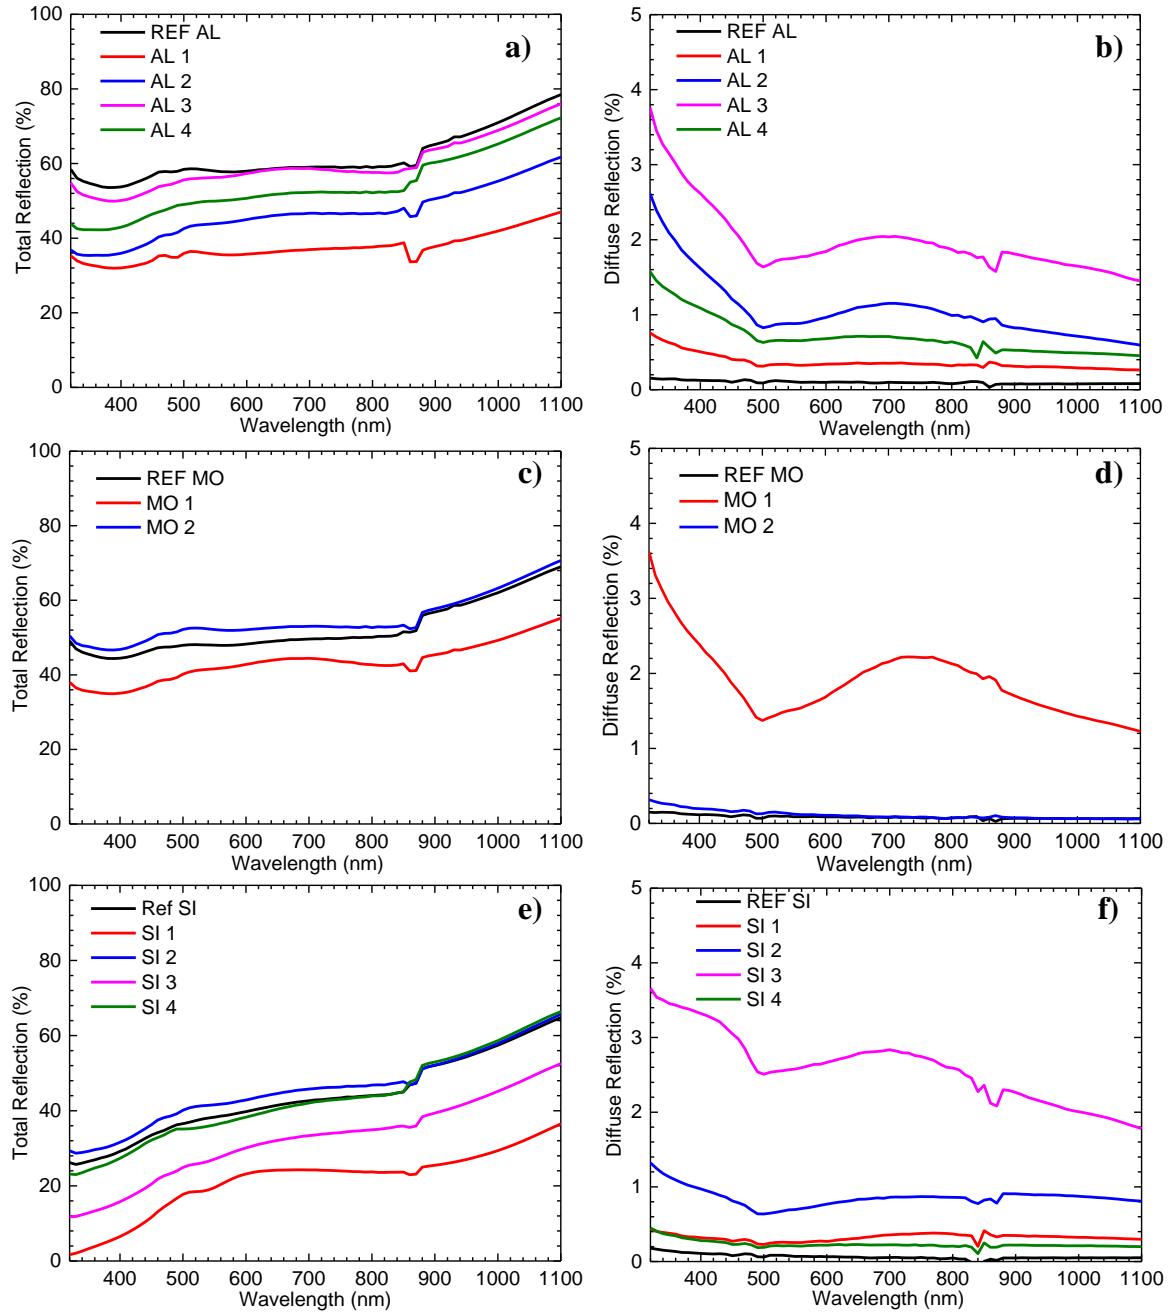 a)
REF AL
AL 1
AL 2
AL 3
AL 4
Total Reflection (%)
100
80
60
40
20
0
400 500 600 700 800 900 1000 1100
Wavelength (nm)
b)
REF AL
AL 1
AL 2
AL 3
AL 4
Diffuse Reflection (%)
5
4
3
2
1
0
400 500 600 700 800 900 1000 1100
Wavelength (nm)
c)
REF MO
MO 1
MO 2
Total Reflection (%)
100
80
60
40
20
0
400 500 600 700 800 900 1000 1100
Wavelength (nm)
d)
REF MO
MO 1
MO 2
Diffuse Reflection (%)
5
4
3
2
1
0
400 500 600 700 800 900 1000 1100
Wavelength (nm)
e)
Ref SI
SI 1
SI 2
SI 3
SI 4
Total Reflection (%)
100
80
60
40
20
0
400 500 600 700 800 900 1000 1100
Wavelength (nm)
f)
REF SI
SI 1
SI 2
SI 3
SI 4
Diffuse Reflection (%)
5
4
3
2
1
0
400 500 600 700 800 900 1000 1100
Wavelength (nm)